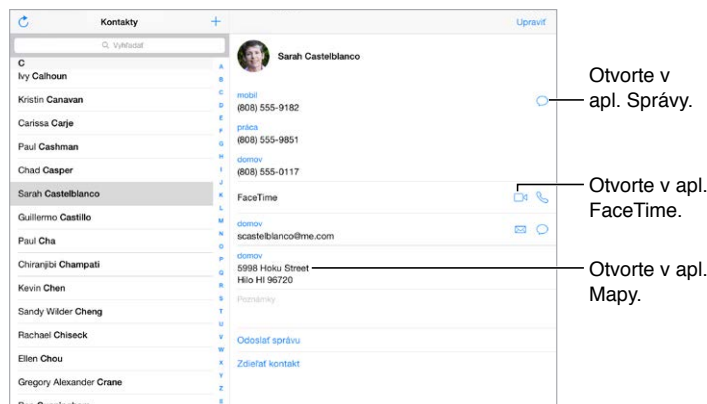 Kontakty
Upraviť
Vyhľadať
C
Ivy Calhoun
Kristin Canavan
Carissa Carje
Paul Cashman
Chad Casper
Sarah Castelblanco
Guillermo Castillo
Paul Cha
Chiranjibi Champati
Kevin Chen
Sandy Wilder Cheng
Rachael Chiseck
Ellen Chou
Gregory Alexander Crane
A
B
C
D
E
F
G
H
I
J
K
L
M
N
O
P
Q
R
S
T
U
V
W
X
Y
Z
#
Sarah Castelblanco
mobil
(808) 555-9182
práca
(808) 555-9851
domov
(808) 555-0117
FaceTime
domov
scastelblanco@me.com
domov
5998 Hoku Street
Hilo HI 96720
Poznámky
Odoslať správu
Zdieľať kontakt
Otvorte v
apl. Správy.
Otvorte v apl.
FaceTime.
Otvorte v apl.
Mapy.